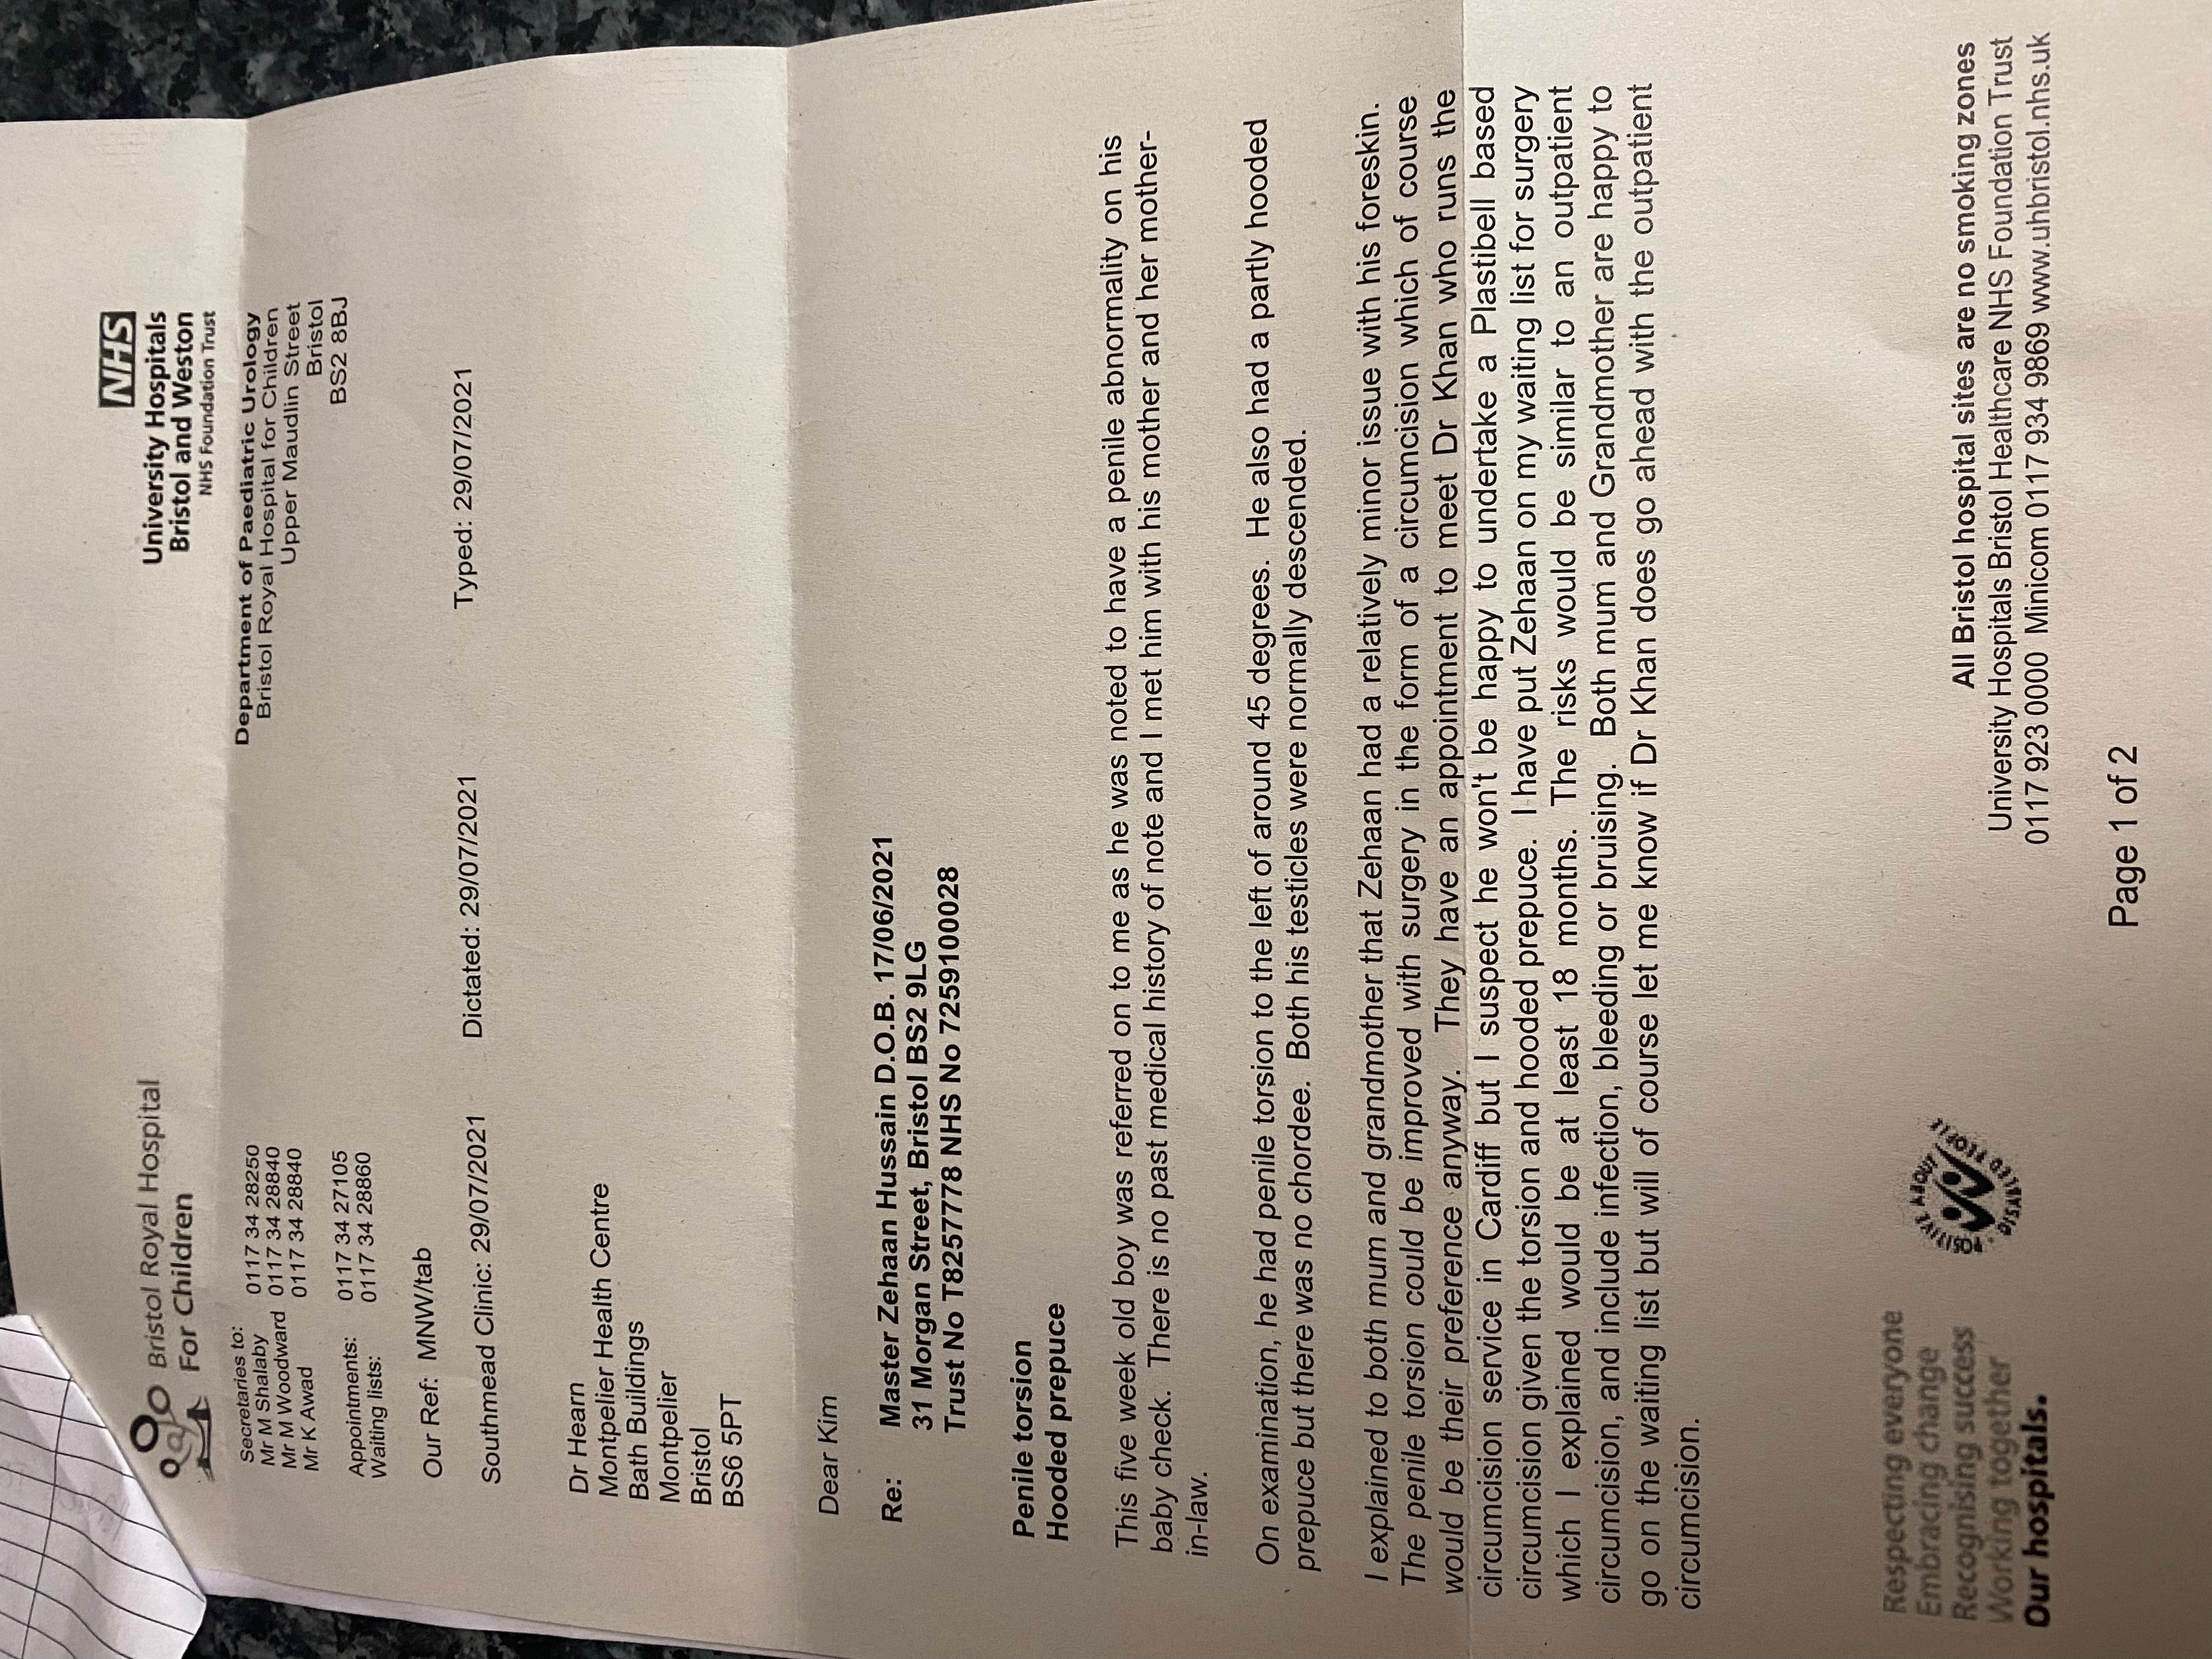 Bristol Royal Hospital
For Children
NHS
University Hospitals
Bristol and Weston
NHS Foundation Trust
Secretaries to:
Mr M Shalaby 0117 34 28250
Mr M Woodward 0117 34 28840
Mr K Awad 0117 34 28840
Appointments: 0117 34 27105
Waiting lists: 0117 34 28860
Department of Paediatric Urology
Bristol Royal Hospital for Children
Upper Maudlin Street
Bristol
BS2 8BJ
Our Ref: MNW/tab
Southmead Clinic: 29/07/2021 Dictated: 29/07/2021 Typed: 29/07/2021
Dr Hearn
Montpelier Health Centre
Bath Buildings
Montpelier
Bristol
BS6 5PT
Dear Kim
Re: Master Zehaan Hussain D.O.B. 17/06/2021
31 Morgan Street, Bristol BS2 9LG
Trust No T8257778 NHS No 7259100028
Penile torsion
Hooded prepuce
This five week old boy was referred on to me as he was noted to have a penile abnormality on his
baby check. There is no past medical history of note and I met him with his mother and her mother-
in-law.
On examination, he had penile torsion to the left of around 45 degrees. He also had a partly hooded
prepuce but there was no chordee. Both his testicles were normally descended.
I explained to both mum and grandmother that Zehaan had a relatively minor issue with his foreskin.
The penile torsion could be improved with surgery in the form of a circumcision which of course
would be their preference anyway. They have an appointment to meet Dr Khan who runs the
circumcision service in Cardiff but I suspect he won't be happy to undertake a Plastibell based
circumcision given the torsion and hooded prepuce. I have put Zehaan on my waiting list for surgery
which I explained would be at least 18 months. The risks would be similar to an outpatient
circumcision, and include infection, bleeding or bruising. Both mum and Grandmother are happy to
go on the waiting list but will of course let me know if Dr Khan does go ahead with the outpatient
circumcision.
Respecting everyone
Embracing change
Recognising success
Working together
Our hospitals.
POSITIVE ABOUT DISABLED PEOPLE
All Bristol hospital sites are no smoking zones
University Hospitals Bristol Healthcare NHS Foundation Trust
0117 923 0000 Minicom 0117 934 9869 www.uhbristol.nhs.uk
Page 1 of 2